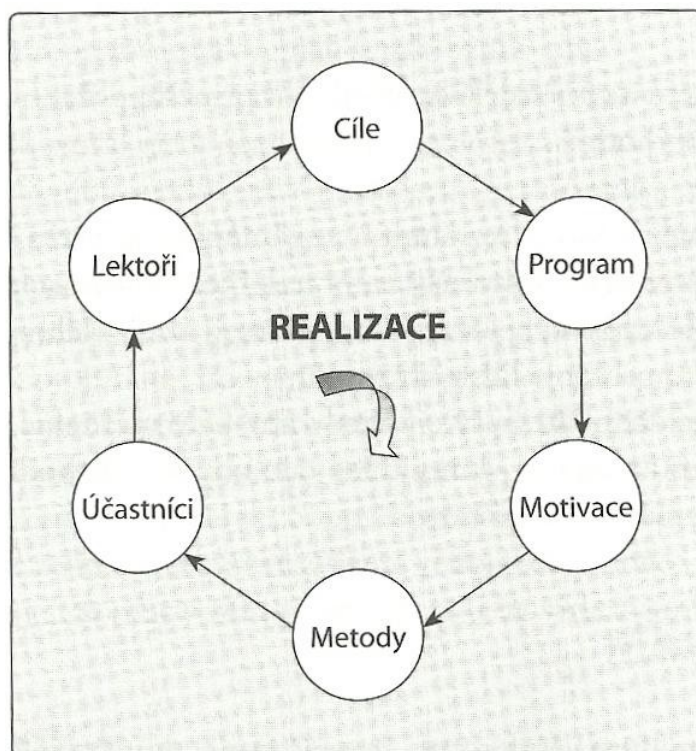 Cíle
Lektoři
Program
REALIZACE
Účastníci
Motivace
Metody